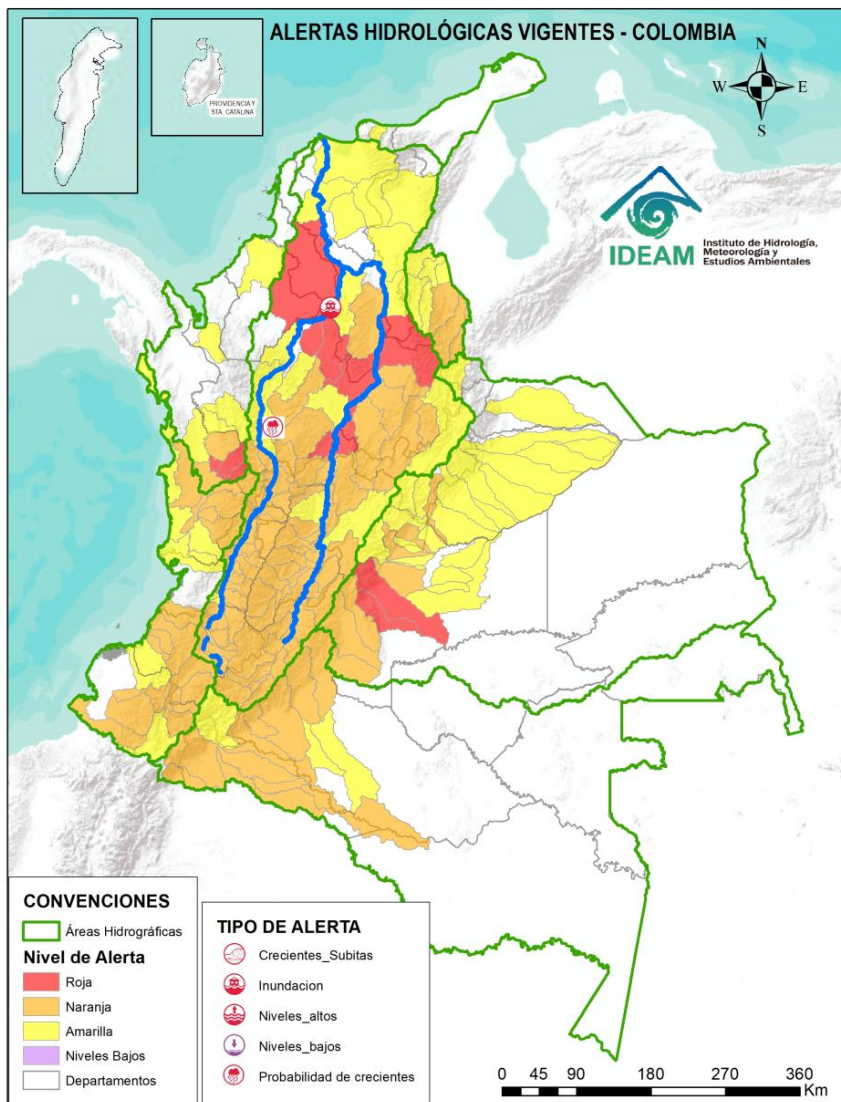 ALERTAS HIDROLÓGICAS VIGENTES - COLOMBIA
PROVIDENCIA Y
STA. CATALINA
N
W
E
S
IDEAM
Instituto de Hidrología,
Meteorología y
Estudios Ambientales
CONVENCIONES
Áreas Hidrográficas
Nivel de Alerta
Roja
Naranja
Amarilla
Niveles Bajos
Departamentos
TIPO DE ALERTA
Crecientes_Subitas
Inundacion
Niveles_altos
Niveles_bajos
Probabilidad de crecientes
0 45 90 180 270 360
Km